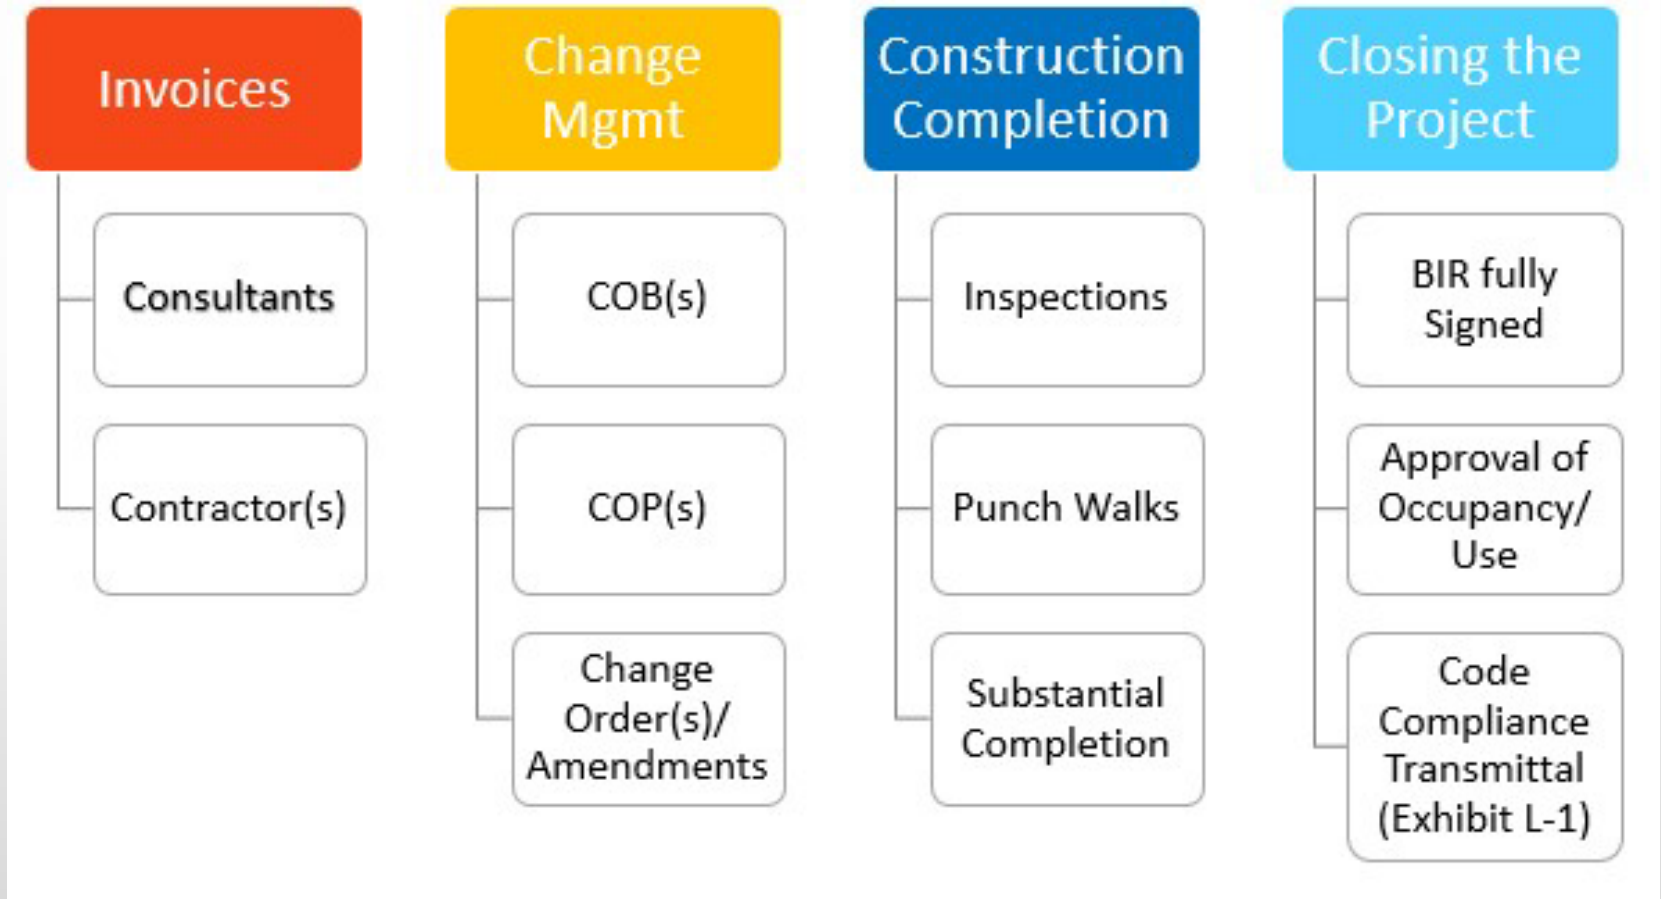 Invoices
Consultants
Contractor(s)
Change
Mgmt
COB(s)
COP(s)
Change
Order(s)/
Amendments
Construction
Completion
Inspections
Punch Walks
Substantial
Completion
Closing the
Project
BIR fully
Signed
Approval of
Occupancy/
Use
Code
Compliance
Transmittal
(Exhibit L-1)